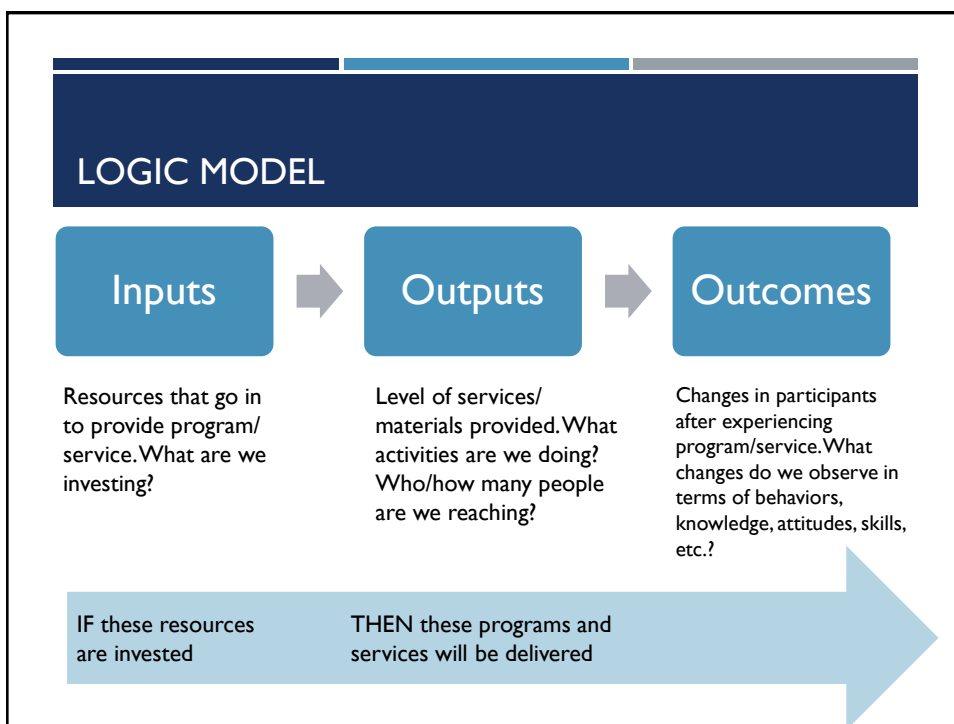 LOGIC MODEL
Inputs
Outputs
Outcomes
Resources that go in
to provide program/
service. What are we
investing?
Level of services/
materials provided. What
activities are we doing?
Who/how many people
are we reaching?
Changes in participants
after experiencing
program/service. What
changes do we observe in
terms of behaviors,
knowledge, attitudes, skills,
etc.?
IF these resources
are invested
THEN these programs and
services will be delivered